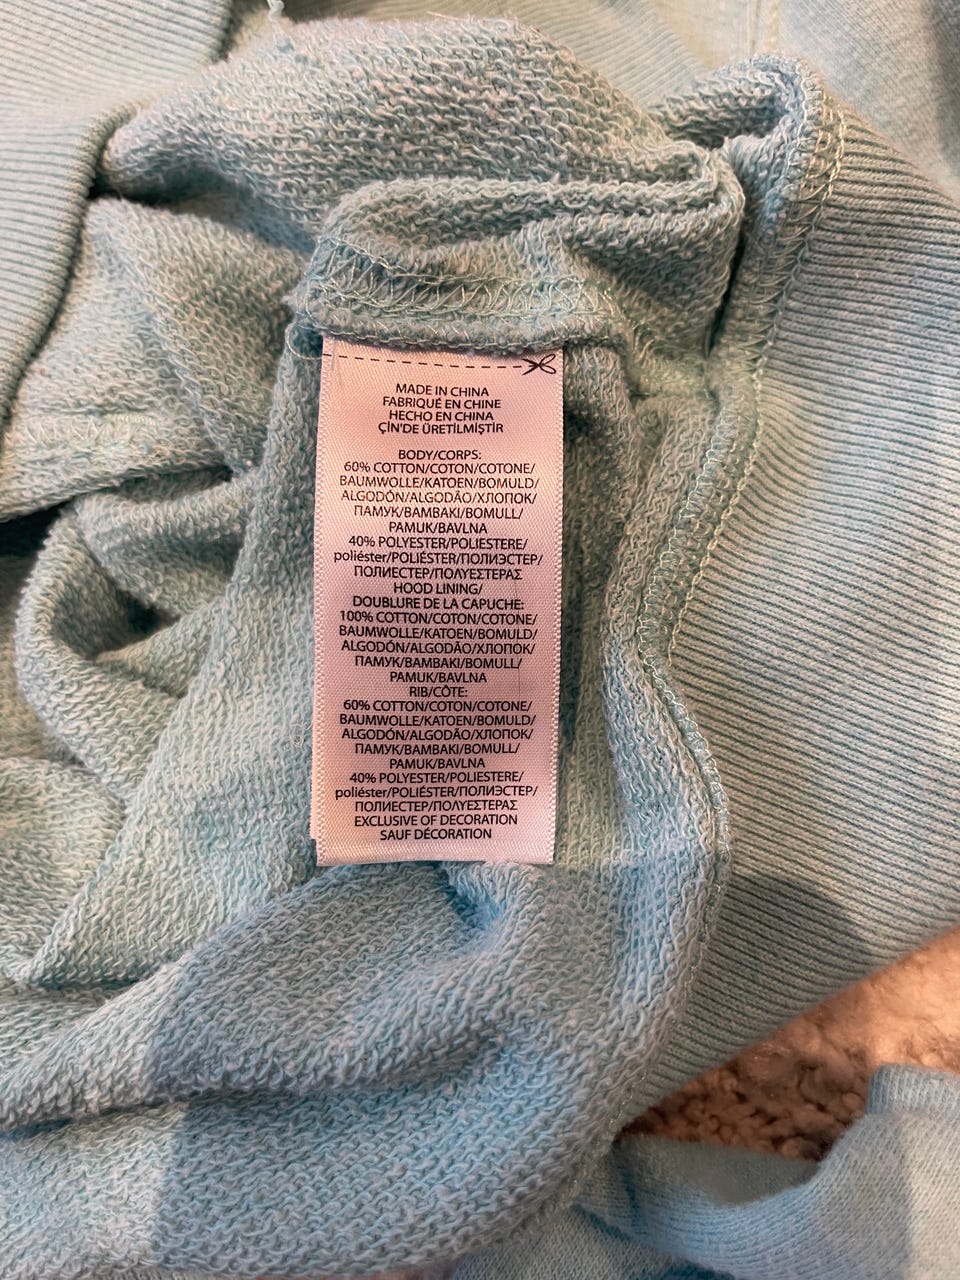 MADE IN CHINA
FABRIQUÉ EN CHINE
HECHO EN CHINA
ÇİN'DE ÜRETİLMİŞTİR
BODY/CORPS:
60% COTTON/COTON/COTONE/
BAUMWOLLE/KATOEN/BOMULD/
ALGODÓN/ALGODÃO/ХЛОПОК/
ПАМУК/BAMBAKI/BOMULL/
PAMUK/BAVLNA
40% POLYESTER/POLIESTERE/
poliéster/POLIÉSTER/ПОЛИЭСТЕР/
ПОЛИЕСТЕР/ΠΟΛΥΕΣΤΕΡΑΣ
HOOD LINING/
DOUBLURE DE LA CAPUCHE:
100% COTTON/COTON/COTONE/
BAUMWOLLE/KATOEN/BOMULD/
ALGODÓN/ALGODÃO/ХЛОПОК/
ПАМУК/BAMBAKI/BOMULL/
PAMUK/BAVLNA
RIB/CÔTE:
60% COTTON/COTON/COTONE/
BAUMWOLLE/KATOEN/BOMULD/
ALGODÓN/ALGODÃO/ХЛОПОК/
ПАМУК/BAMBAKI/BOMULL/
PAMUK/BAVLNA
40% POLYESTER/POLIESTERE/
poliéster/POLIÉSTER/ПОЛИЭСТЕР/
ПОЛИЕСТЕР/ΠΟΛΥΕΣΤΕΡΑΣ
EXCLUSIVE OF DECORATION
SAUF DÉCORATION